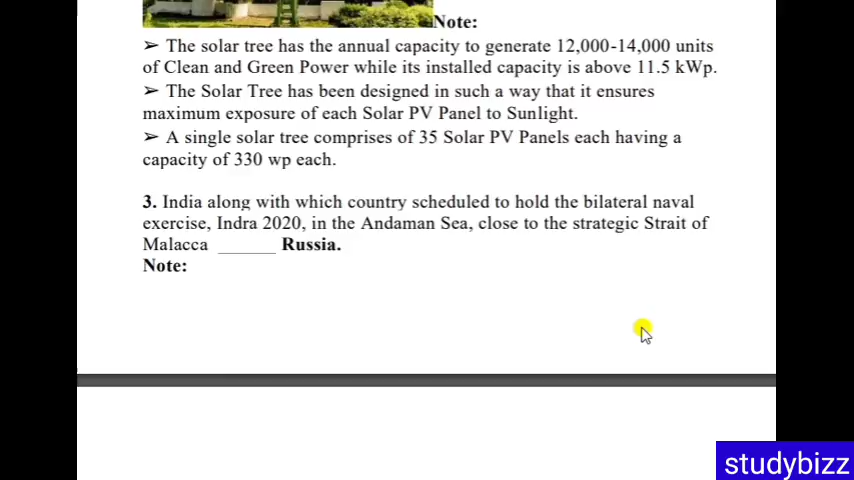 Note:
➢ The solar tree has the annual capacity to generate 12,000-14,000 units
of Clean and Green Power while its installed capacity is above 11.5 kWp.
➢ The Solar Tree has been designed in such a way that it ensures
maximum exposure of each Solar PV Panel to Sunlight.
➢ A single solar tree comprises of 35 Solar PV Panels each having a
capacity of 330 wp each.
3. India along with which country scheduled to hold the bilateral naval
exercise, Indra 2020, in the Andaman Sea, close to the strategic Strait of
Malacca ______ Russia.
Note:
studybizz